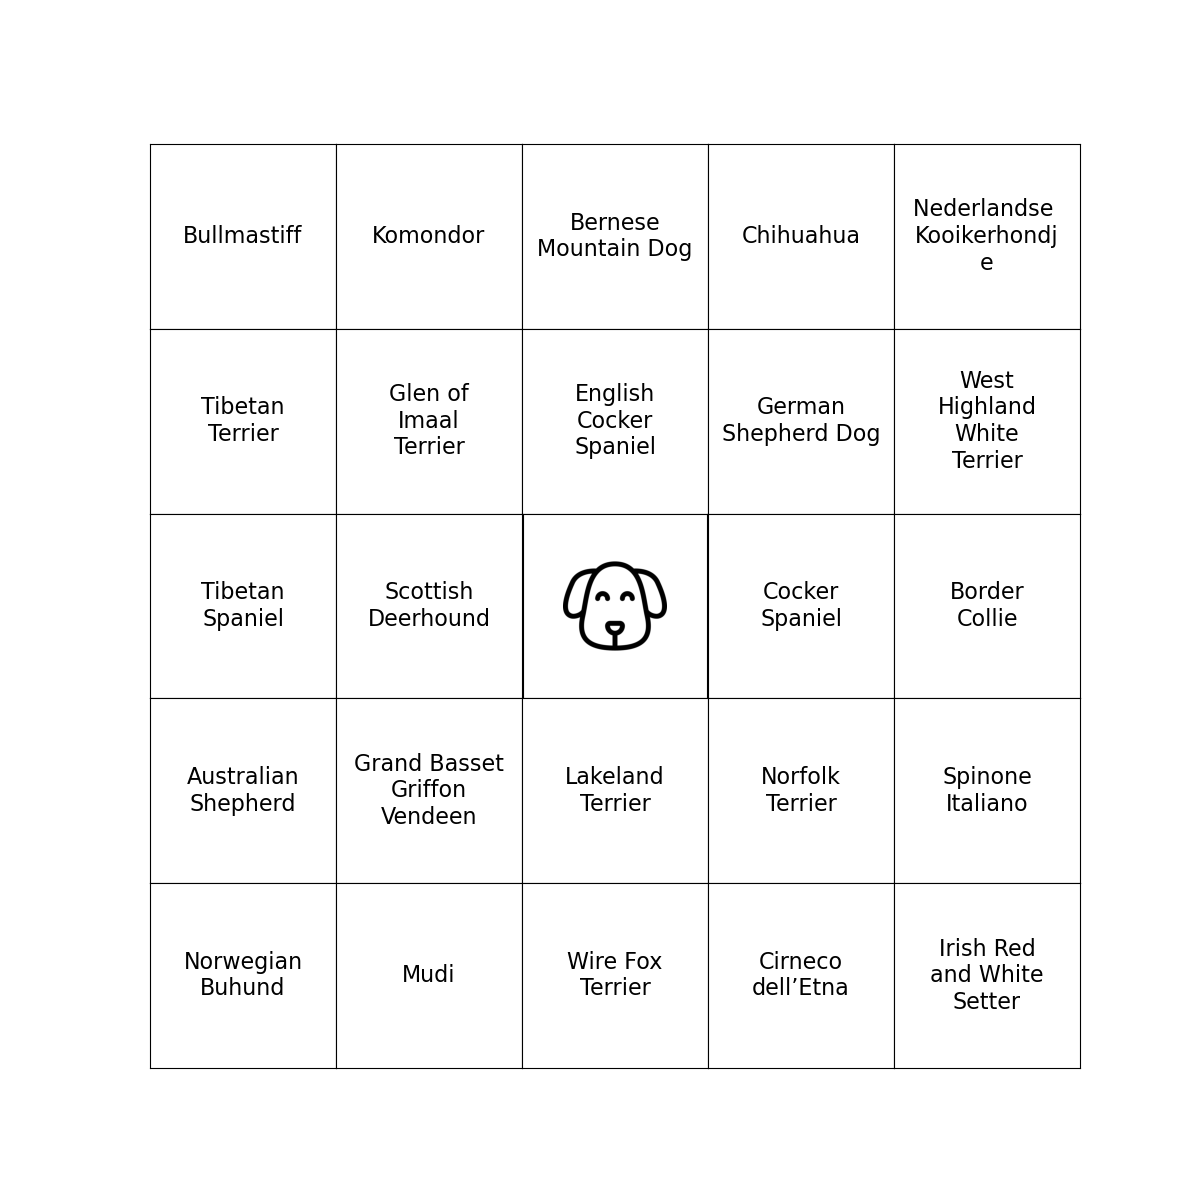 Bullmastiff
Komondor
Bernese
Mountain Dog
Chihuahua
Nederlandse
Kooikerhondj
e
Tibetan
Terrier
Glen of
Imaal
Terrier
English
Cocker
Spaniel
German
Shepherd Dog
West
Highland
White
Terrier
Tibetan
Spaniel
Scottish
Deerhound
Cocker
Spaniel
Border
Collie
Australian
Shepherd
Grand Basset
Griffon
Vendeen
Lakeland
Terrier
Norfolk
Terrier
Spinone
Italiano
Norwegian
Buhund
Mudi
Wire Fox
Terrier
Cirneco
dell’Etna
Irish Red
and White
Setter